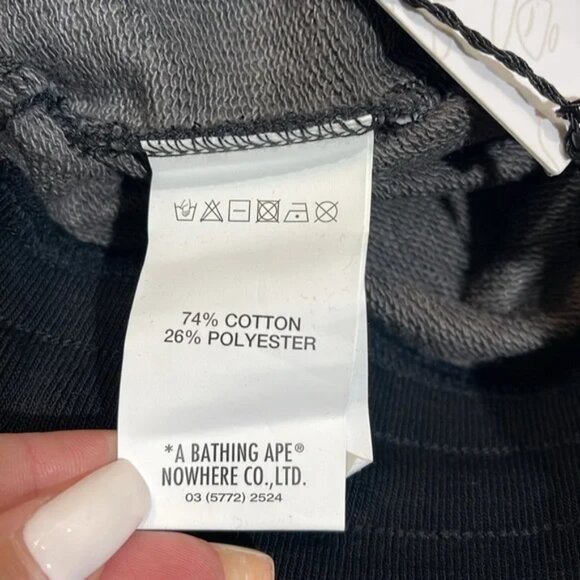 74% COTTON
26% POLYESTER
*A BATHING APE®
NOWHERE CO.,LTD.
03 (5772) 2524